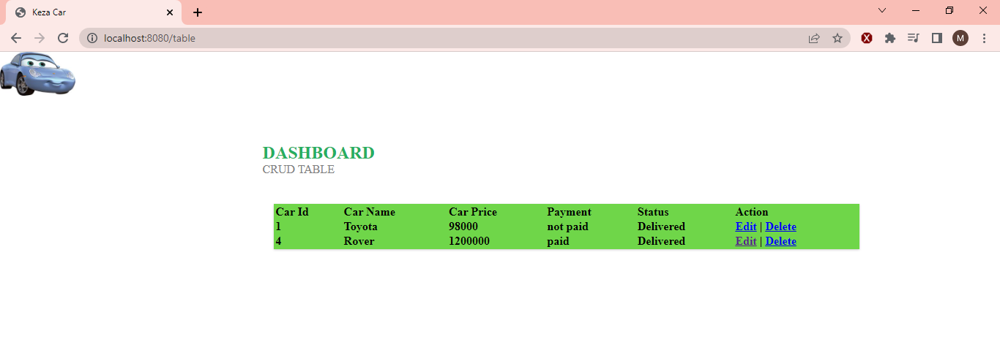 Keza Car
localhost:8080/table
M
DASHBOARD
CRUD TABLE
Car Id Car Name Car Price Payment Status Action
1 Toyota 98000 not paid Delivered Edit | Delete
4 Rover 1200000 paid Delivered Edit | Delete